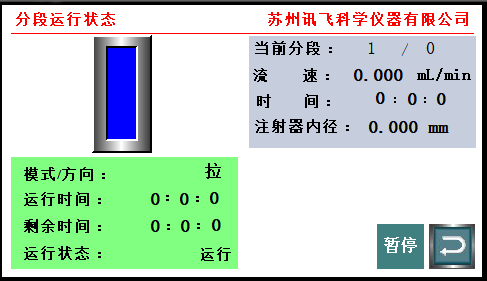 分段运行状态 苏州讯飞科学仪器有限公司
当前分段： 1 / 0
流 速：0.000 mL/min
时 间： 0：0：0
注射器内径： 0.000 mm
模式/方向： 拉
运行时间： 0：0：0
剩余时间： 0：0：0
运行状态： 运行
暂停